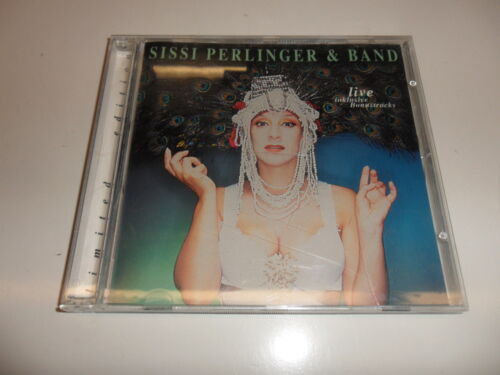 SISSI PERLINGER & BAND
live
inklusive
Bonustracks
limited edition